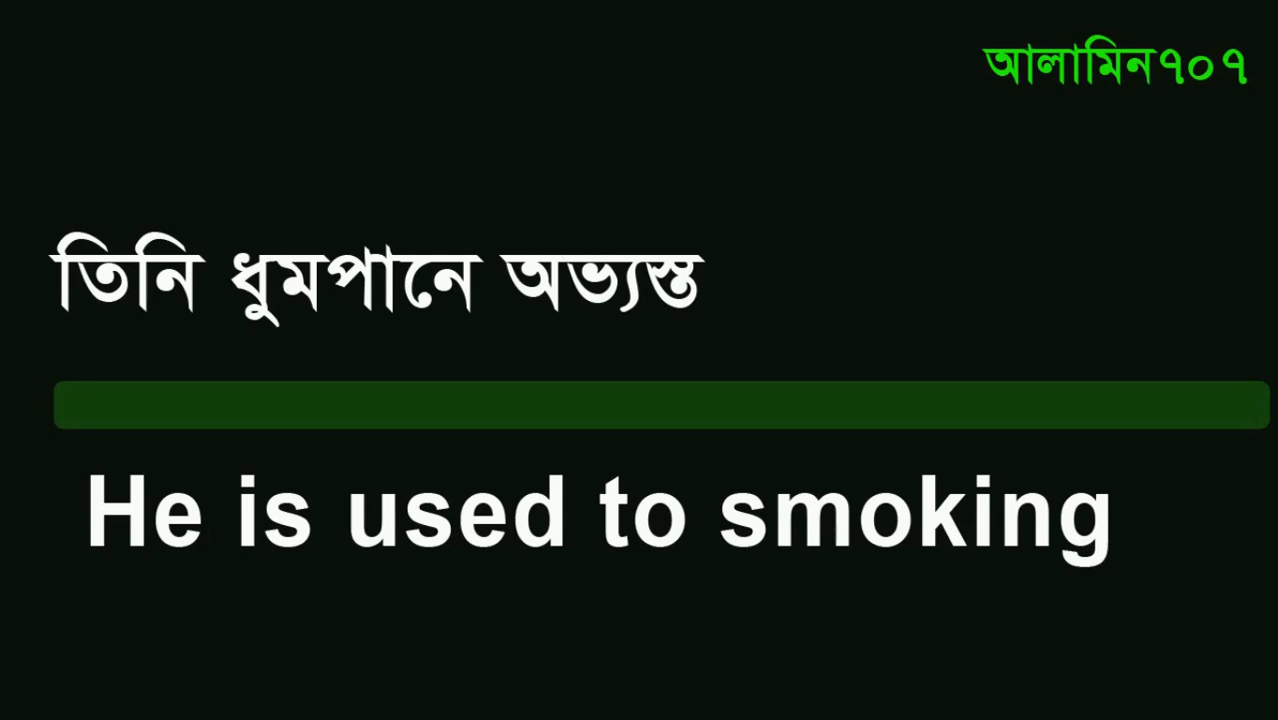 আলামিন৭০৭
তিনি ধুমপানে অভ্যস্ত
He is used to smoking